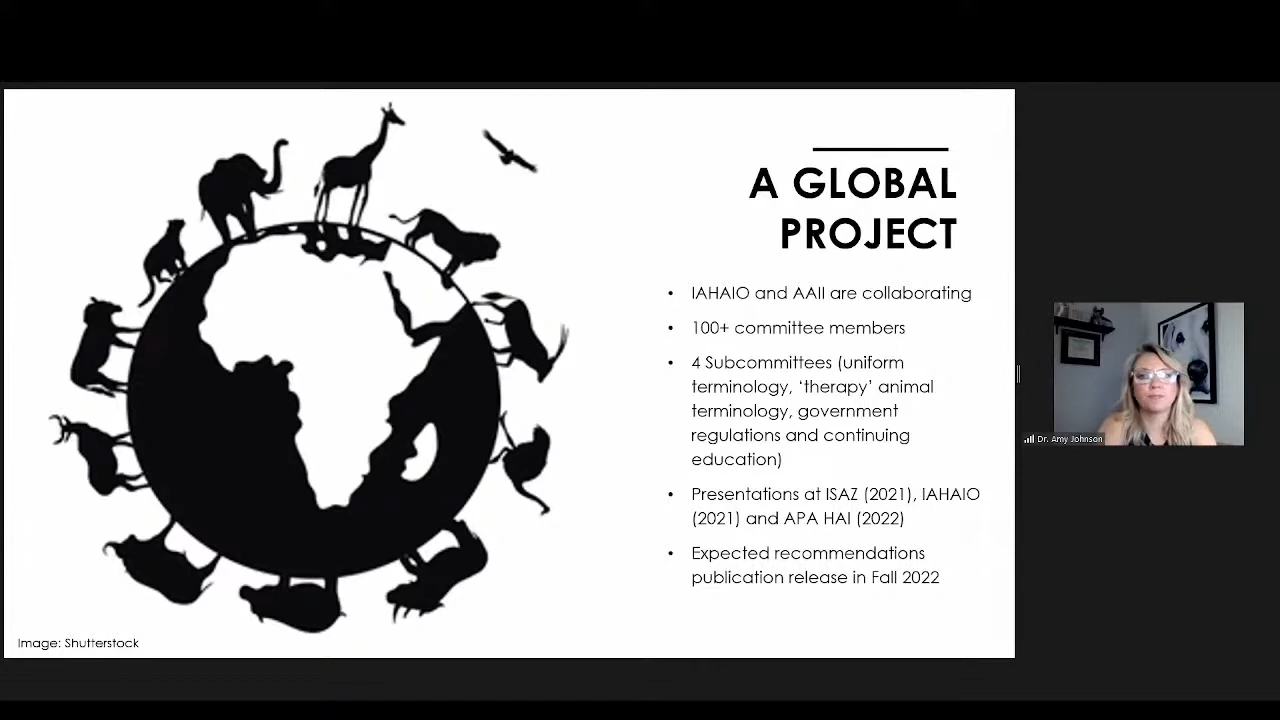 A GLOBAL
PROJECT
• IAHAIO and AAII are collaborating
• 100+ committee members
• 4 Subcommittees (uniform
terminology, ‘therapy’ animal
terminology, government
regulations and continuing
education)
• Presentations at ISAZ (2021), IAHAIO
(2021) and APA HAI (2022)
• Expected recommendations
publication release in Fall 2022
Image: Shutterstock
Dr. Amy Johnson